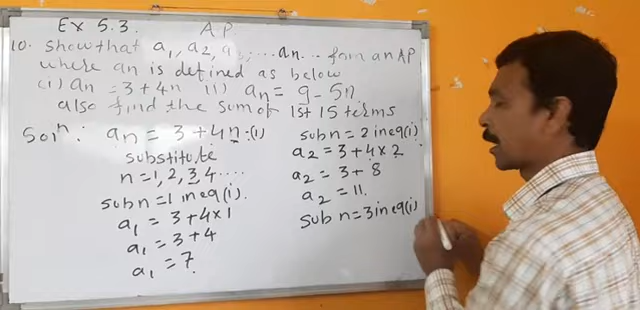 Ex 5.3. AP
10. Show that a1, a2, a3, .... an ... form an AP
where an is defined as below
(i) an = 3 + 4n ii) an = 9 - 5n
also find the sum of 1st 15 terms
Soln: an = 3 + 4n :- (i)
substitute
n = 1, 2, 3, 4 ....
sub n = 1 in eq (i).
a1 = 3 + 4 x 1
a1 = 3 + 4
a1 = 7.
sub n = 2 in eq (i)
a2 = 3 + 4 x 2.
a2 = 3 + 8
a2 = 11.
sub n = 3 in eq (i)